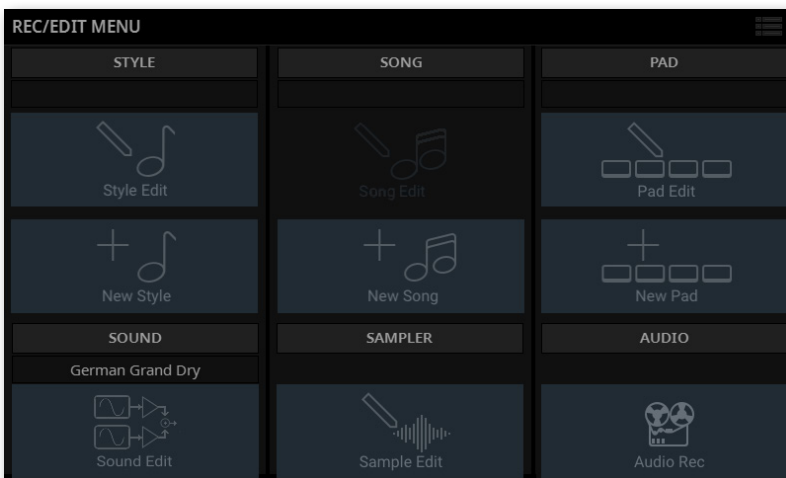 REC/EDIT MENU
STYLE
SONG
PAD
Style Edit
Song Edit
Pad Edit
New Style
New Song
New Pad
SOUND
SAMPLER
AUDIO
German Grand Dry
Sound Edit
Sample Edit
Audio Rec